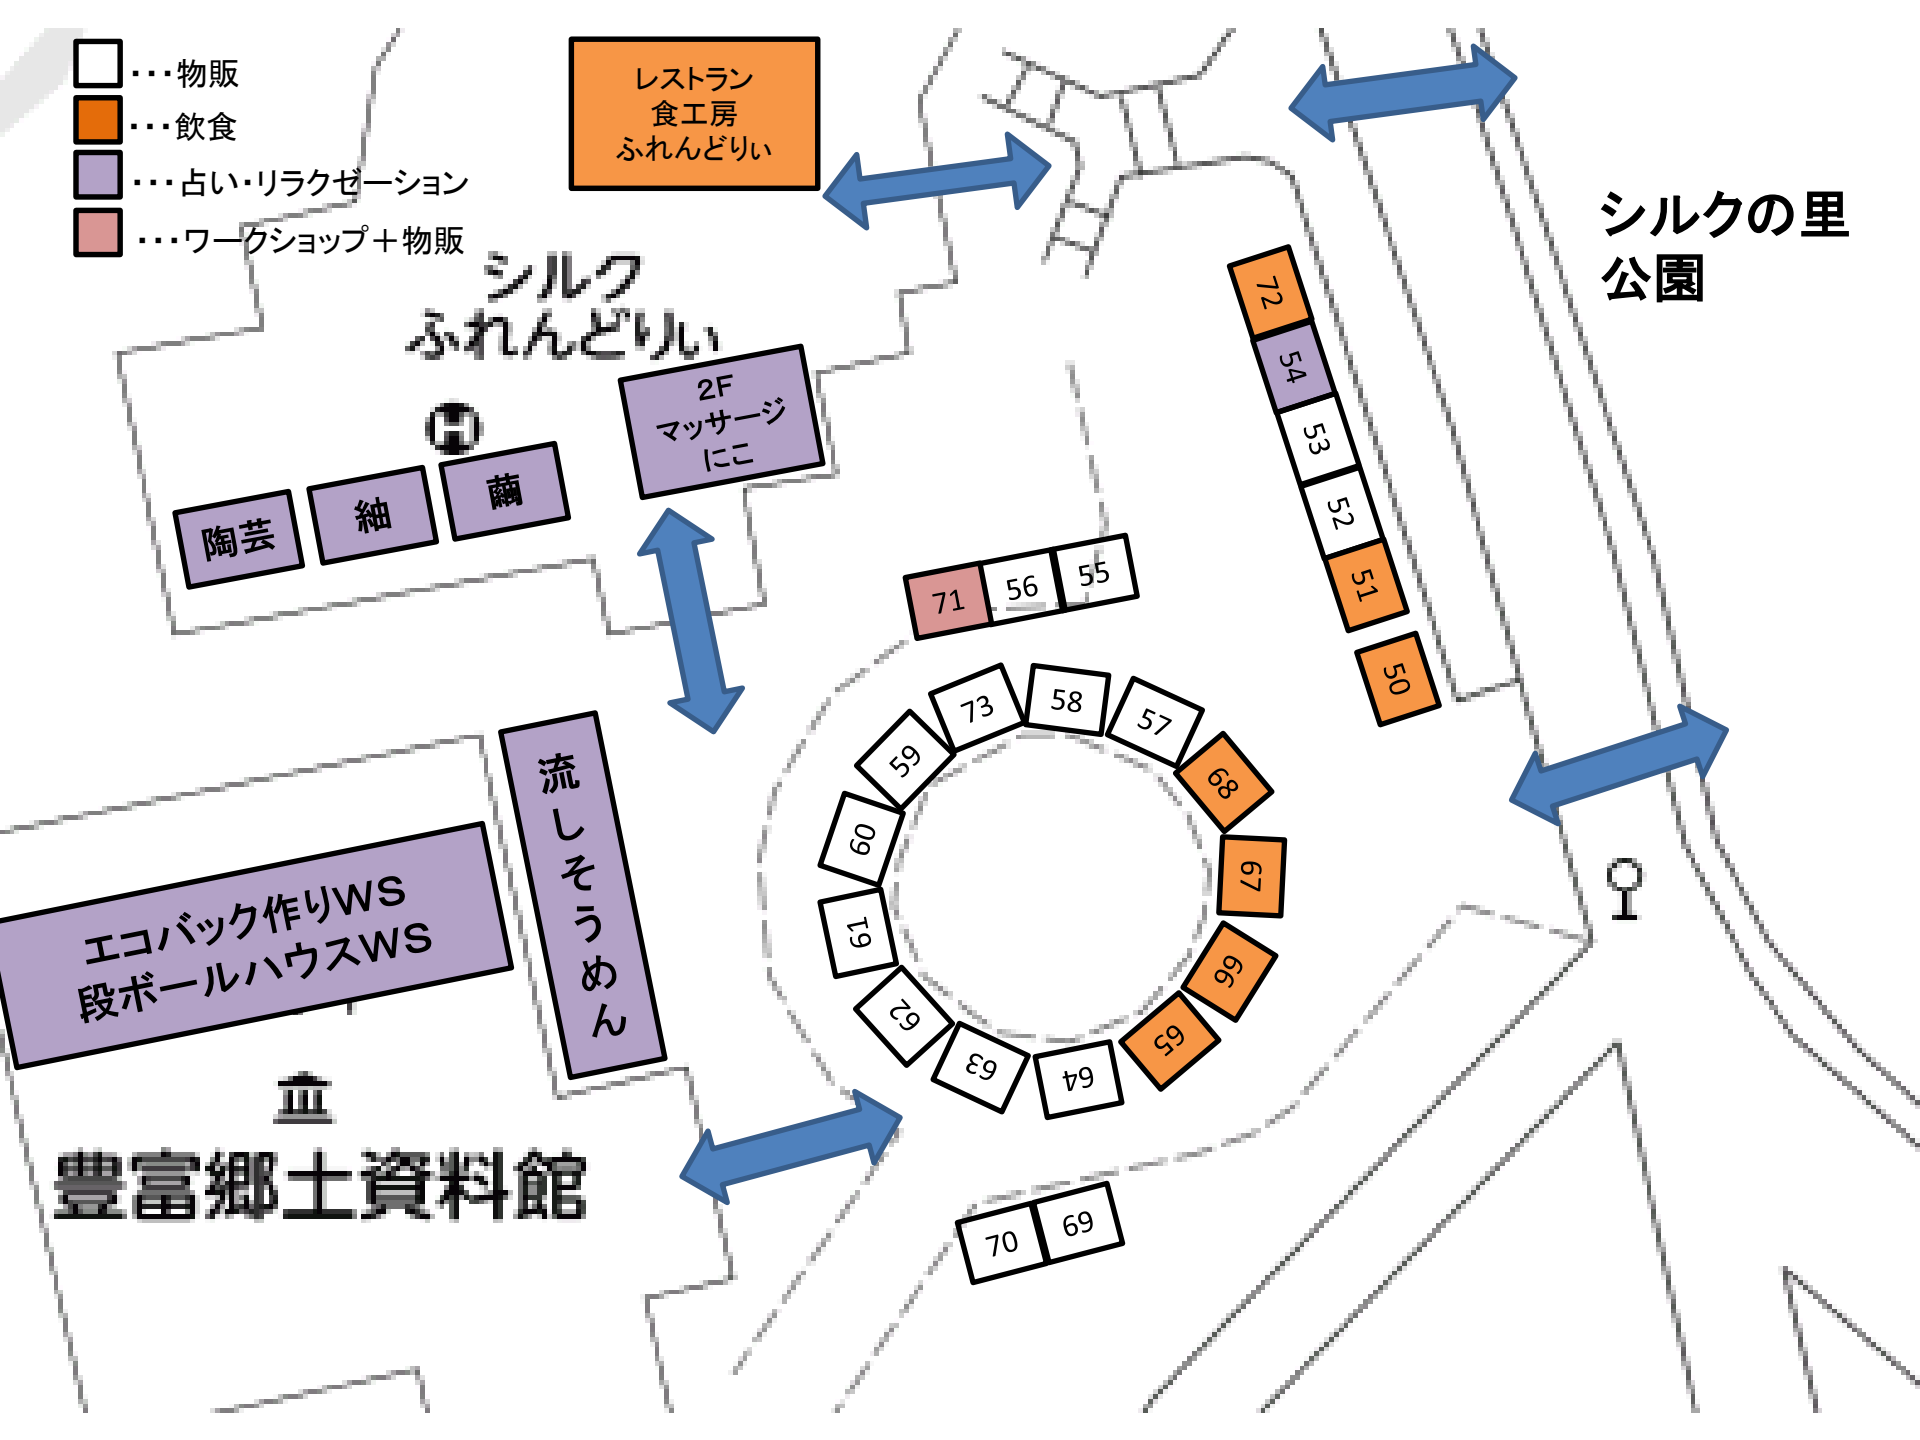 ・・・物販
・・・飲食
・・・占い・リラクゼーション
・・・ワークショップ＋物販
レストラン
食工房
ふれんどりぃ
シルクの里
公園
シルク
ふれんどりぃ
２Ｆ
マッサージ
にこ
陶芸
紬
繭
72
54
53
52
51
50
71
56
55
73
58
57
59
68
60
67
61
66
62
65
63
64
70
69
流しそうめん
エコバック作りＷＳ
段ボールハウスＷＳ
豊富郷土資料館